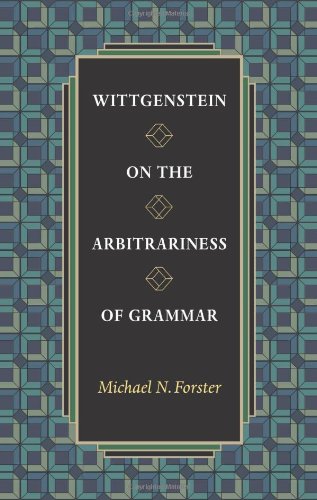 WITTGENSTEIN
ON THE
ARBITRARINESS
OF GRAMMAR
Michael N. Forster